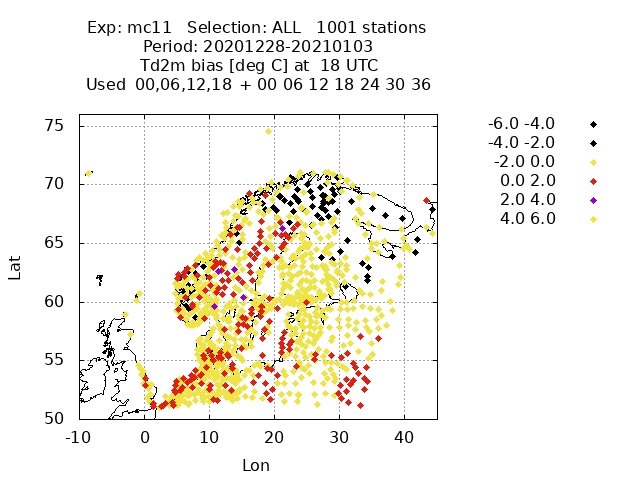 Exp: mc11 Selection: ALL 1001 stations
Period: 20201228-20210103
Td2m bias [deg C] at 18 UTC
Used 00,06,12,18 + 00 06 12 18 24 30 36
-6.0 -4.0
-4.0 -2.0
-2.0 0.0
0.0 2.0
2.0 4.0
4.0 6.0
75
70
65
60
55
50
Lat
-10 0 10 20 30 40
Lon